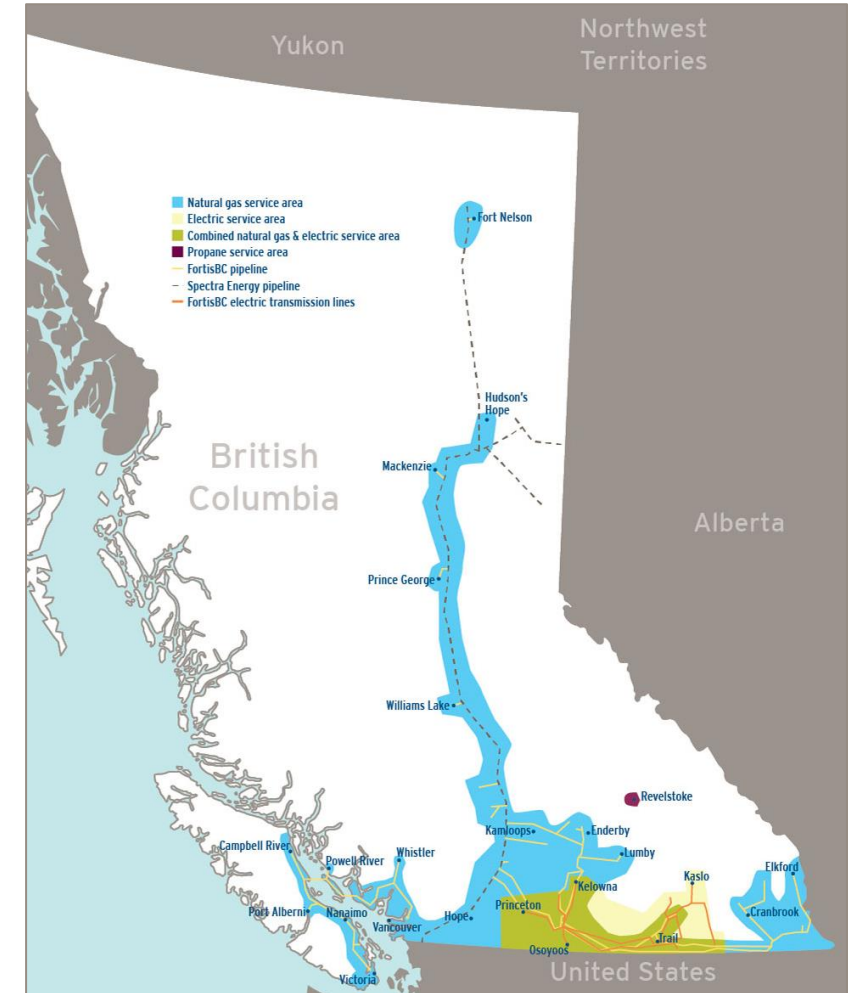 Yukon
Northwest
Territories
Natural gas service area
Electric service area
Combined natural gas & electric service area
Propane service area
FortisBC pipeline
Spectra Energy pipeline
FortisBC electric transmission lines
Fort Nelson
Hudson's
Hope
British
Columbia
Mackenzie
Alberta
Prince George
Williams Lake
Revelstoke
Kamloops
Enderby
Campbell River
Powell River
Whistler
Lumby
Elkford
Kaslo
Kelowna
Port Alberni
Nanaimo
Vancouver
Hope
Princeton
Cranbrook
Trail
Osoyoos
United States
Victoria